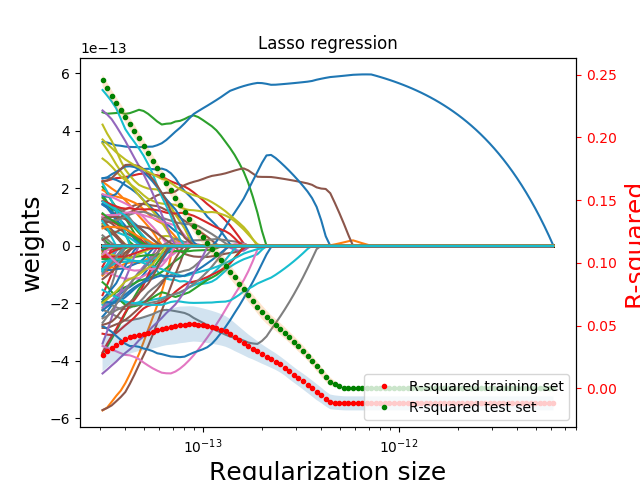 Lasso regression
1e−13
6
4
2
0
−2
−4
−6
weights
0.25
0.20
0.15
0.10
0.05
0.00
R-squared
R-squared training set
R-squared test set
10⁻¹³
10⁻¹²
Regularization size